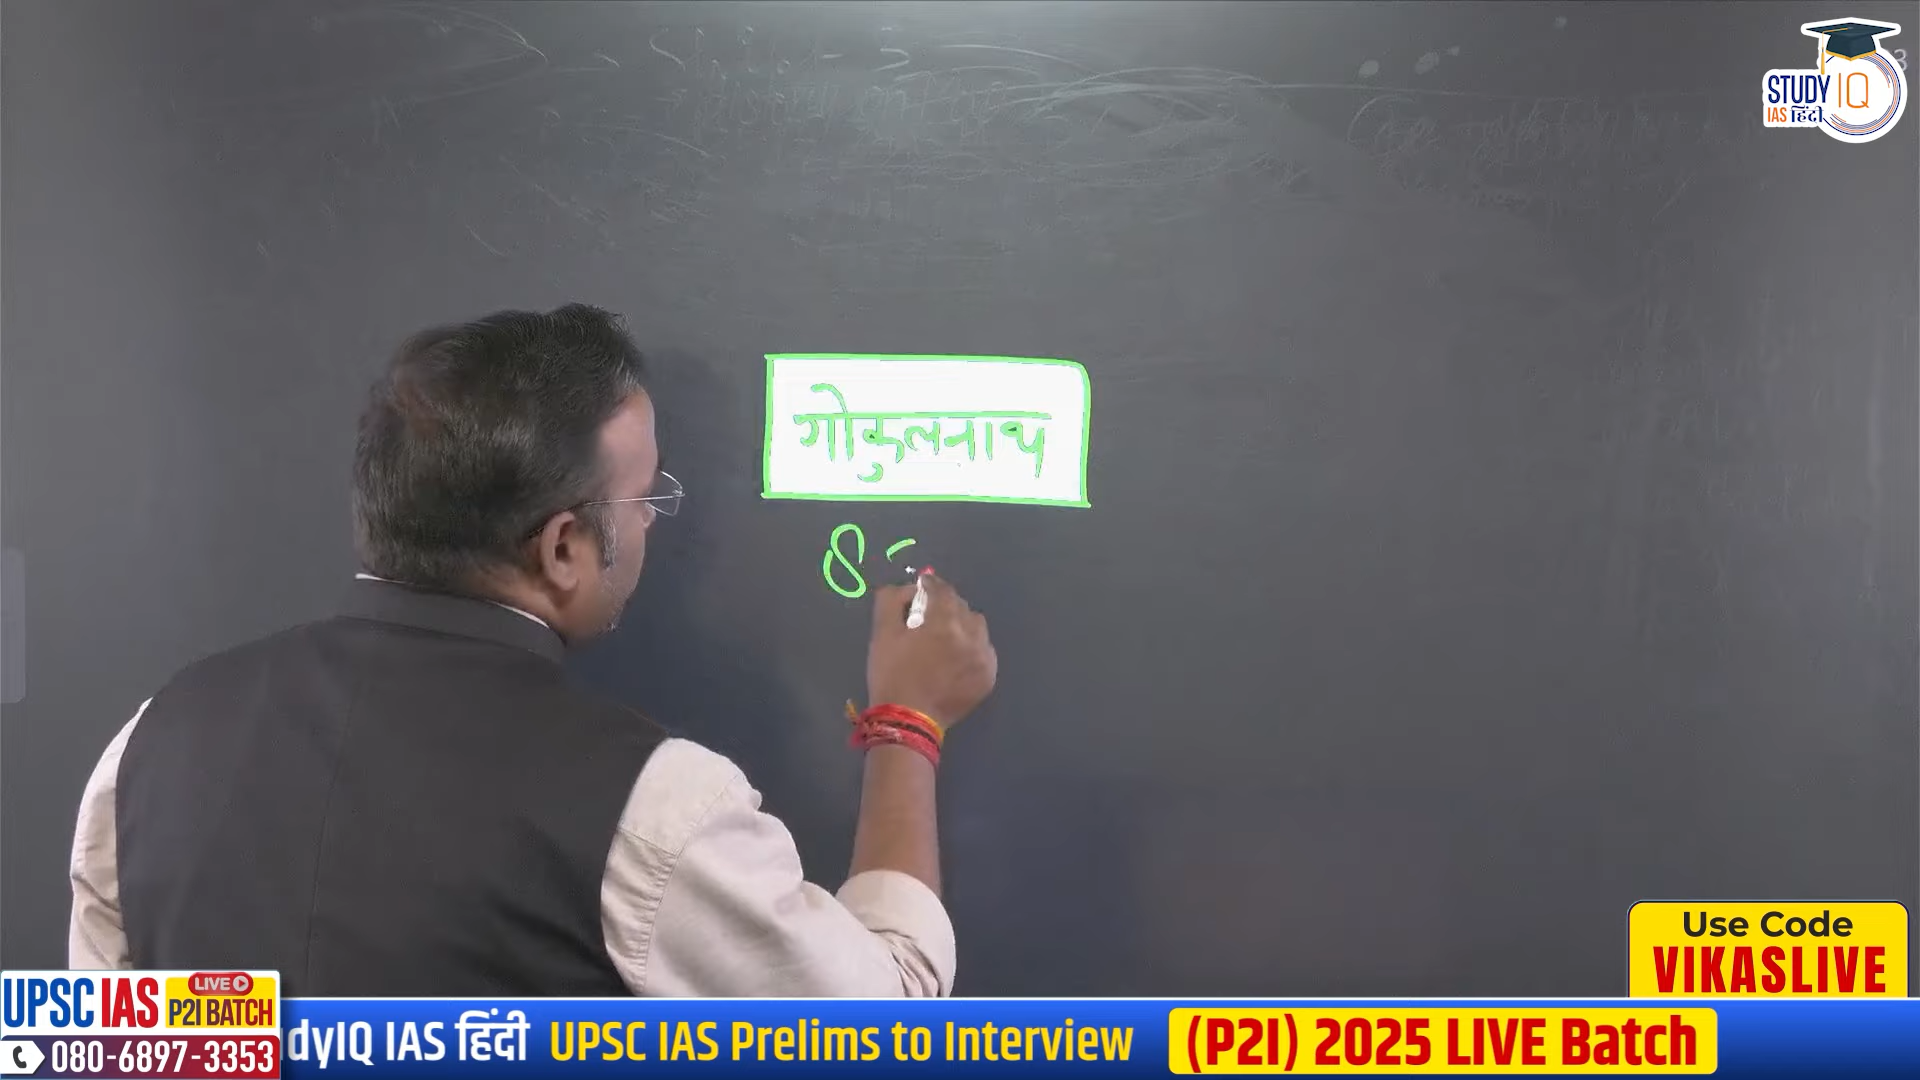 STUDY IQ
IAS हिंदी
गोकुलनाथ
8
Use Code
VIKASLIVE
UPSC IAS
LIVE
P2I BATCH
080-6897-3353
dyIQ IAS हिंदी UPSC IAS Prelims to Interview (P2I) 2025 LIVE Batch